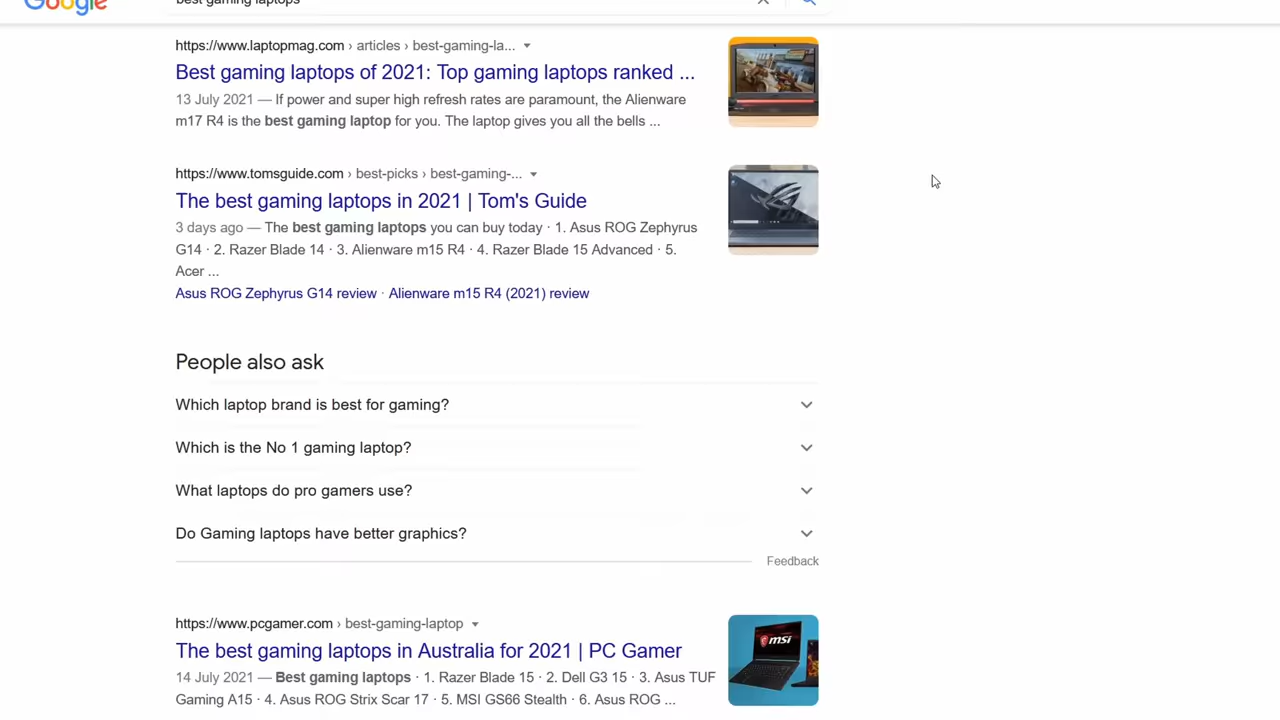 Google
best gaming laptops
https://www.laptopmag.com › articles › best-gaming-la...
Best gaming laptops of 2021: Top gaming laptops ranked ...
13 July 2021 — If power and super high refresh rates are paramount, the Alienware
m17 R4 is the best gaming laptop for you. The laptop gives you all the bells ...
https://www.tomsguide.com › best-picks › best-gaming-...
The best gaming laptops in 2021 | Tom's Guide
3 days ago — The best gaming laptops you can buy today · 1. Asus ROG Zephyrus
G14 · 2. Razer Blade 14 · 3. Alienware m15 R4 · 4. Razer Blade 15 Advanced · 5.
Acer ...
Asus ROG Zephyrus G14 review · Alienware m15 R4 (2021) review
People also ask
Which laptop brand is best for gaming?
Which is the No 1 gaming laptop?
What laptops do pro gamers use?
Do Gaming laptops have better graphics?
Feedback
https://www.pcgamer.com › best-gaming-laptop
The best gaming laptops in Australia for 2021 | PC Gamer
14 July 2021 — Best gaming laptops · 1. Razer Blade 15 · 2. Dell G3 15 · 3. Asus TUF
Gaming A15 · 4. Asus ROG Strix Scar 17 · 5. MSI GS66 Stealth · 6. Asus ROG ...
msi